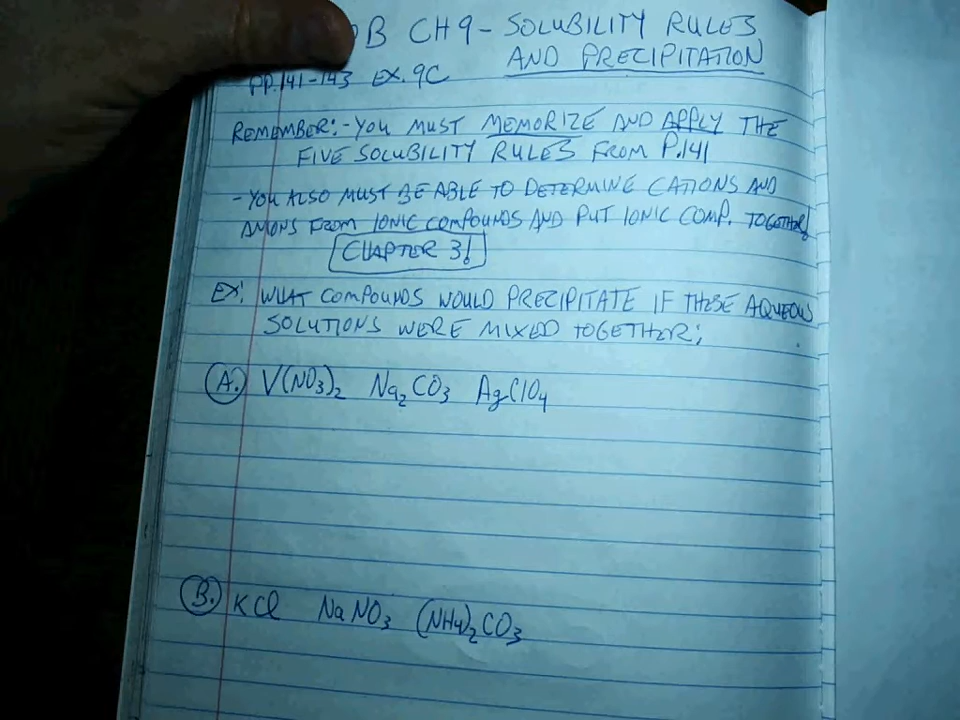 B CH 9 - SOLUBILITY RULES
AND PRECIPITATION
PP.141-143 EX. 9C
REMEMBER: - YOU MUST MEMORIZE AND APPLY THE
FIVE SOLUBILITY RULES FROM P.141
- YOU ALSO MUST BE ABLE TO DETERMINE CATIONS AND
ANIONS FROM IONIC COMPOUNDS AND PUT IONIC COMP. TOGETHER!
CHAPTER 3!
EX: WHAT COMPOUNDS WOULD PRECIPITATE IF THESE AQUEOUS
SOLUTIONS WERE MIXED TOGETHER:
A. V(NO3)2 Na2CO3 AgClO4
B. KCl NaNO3 (NH4)2CO3